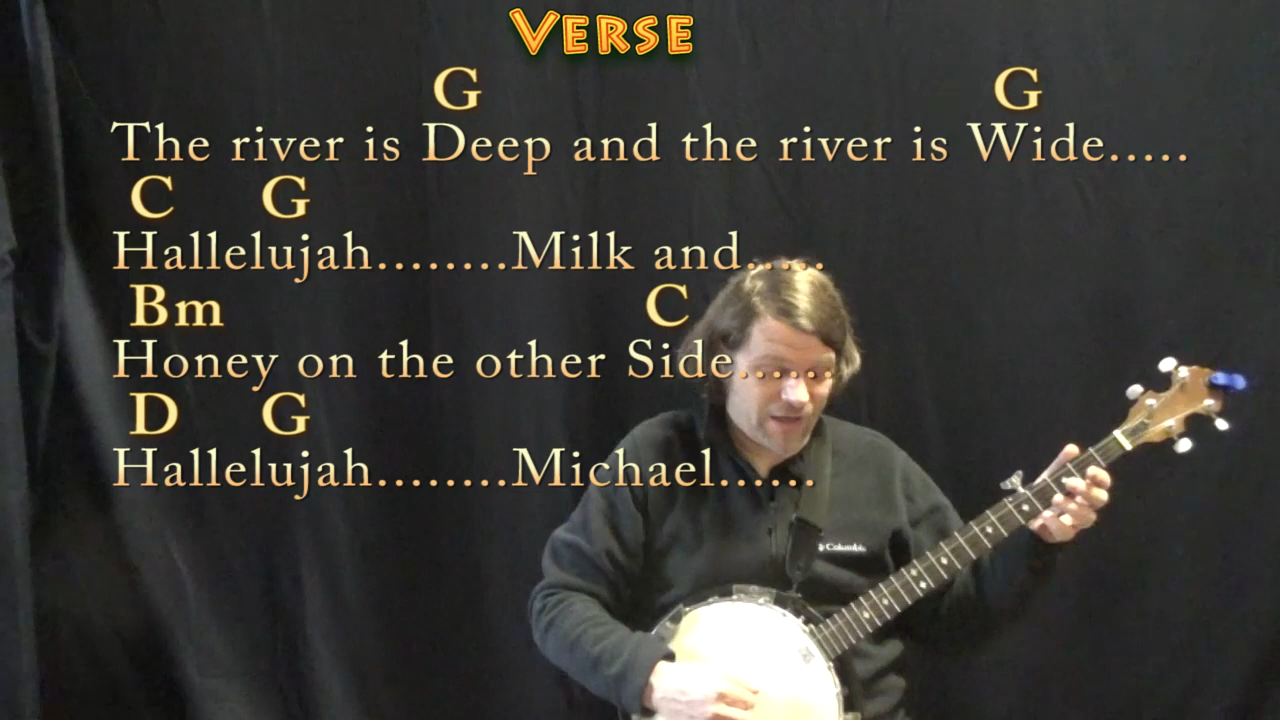 VERSE
G G
The river is Deep and the river is Wide.....
C G
Hallelujah........Milk and.....
Bm C
Honey on the other Side......
D G
Hallelujah........Michael......
Columbia